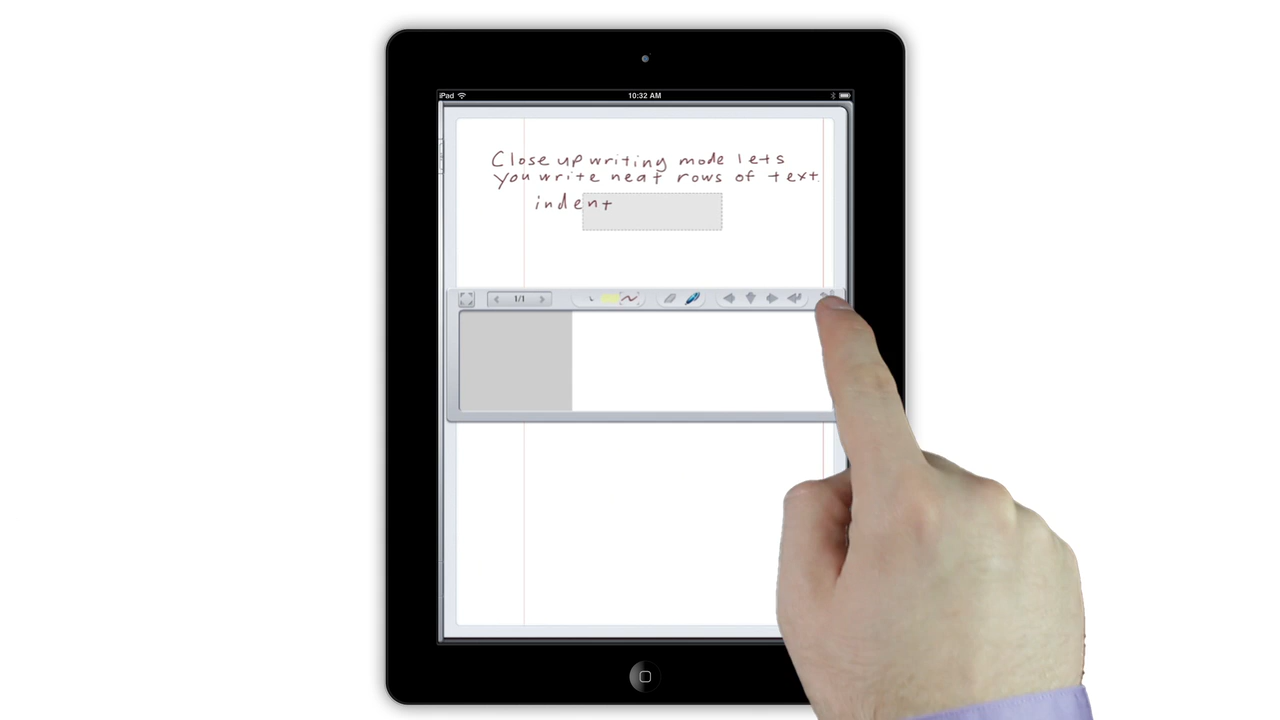 iPad 10:32 AM
Close up writing mode lets
you write neat rows of text.
indent
1/1